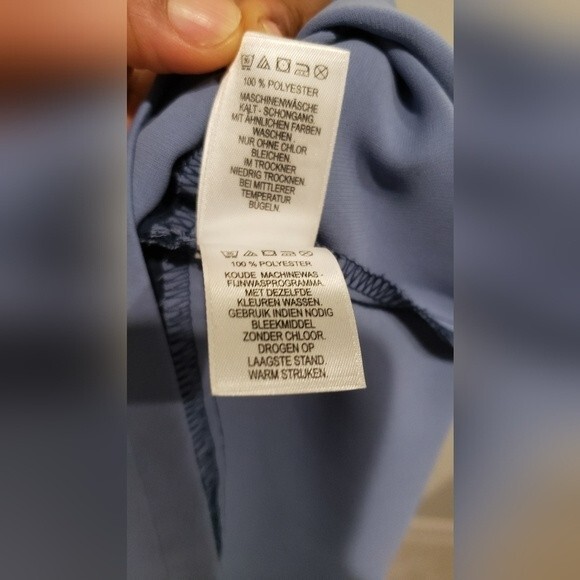 100 % POLYESTER
MASCHINENWÄSCHE
KALT - SCHONGANG.
MIT ÄHNLICHEN FARBEN
WASCHEN
NUR OHNE CHLOR
BLEICHEN.
IM TROCKNER
NIEDRIG TROCKNEN.
BEI MITTLERER
TEMPERATUR
BÜGELN.
100 % POLYESTER
KOUDE MACHINEWAS -
FIJNWASPROGRAMMA.
MET DEZELFDE
KLEUREN WASSEN.
GEBRUIK INDIEN NODIG
BLEEKMIDDEL
ZONDER CHLOOR.
DROGEN OP
LAAGSTE STAND.
WARM STRIJKEN.